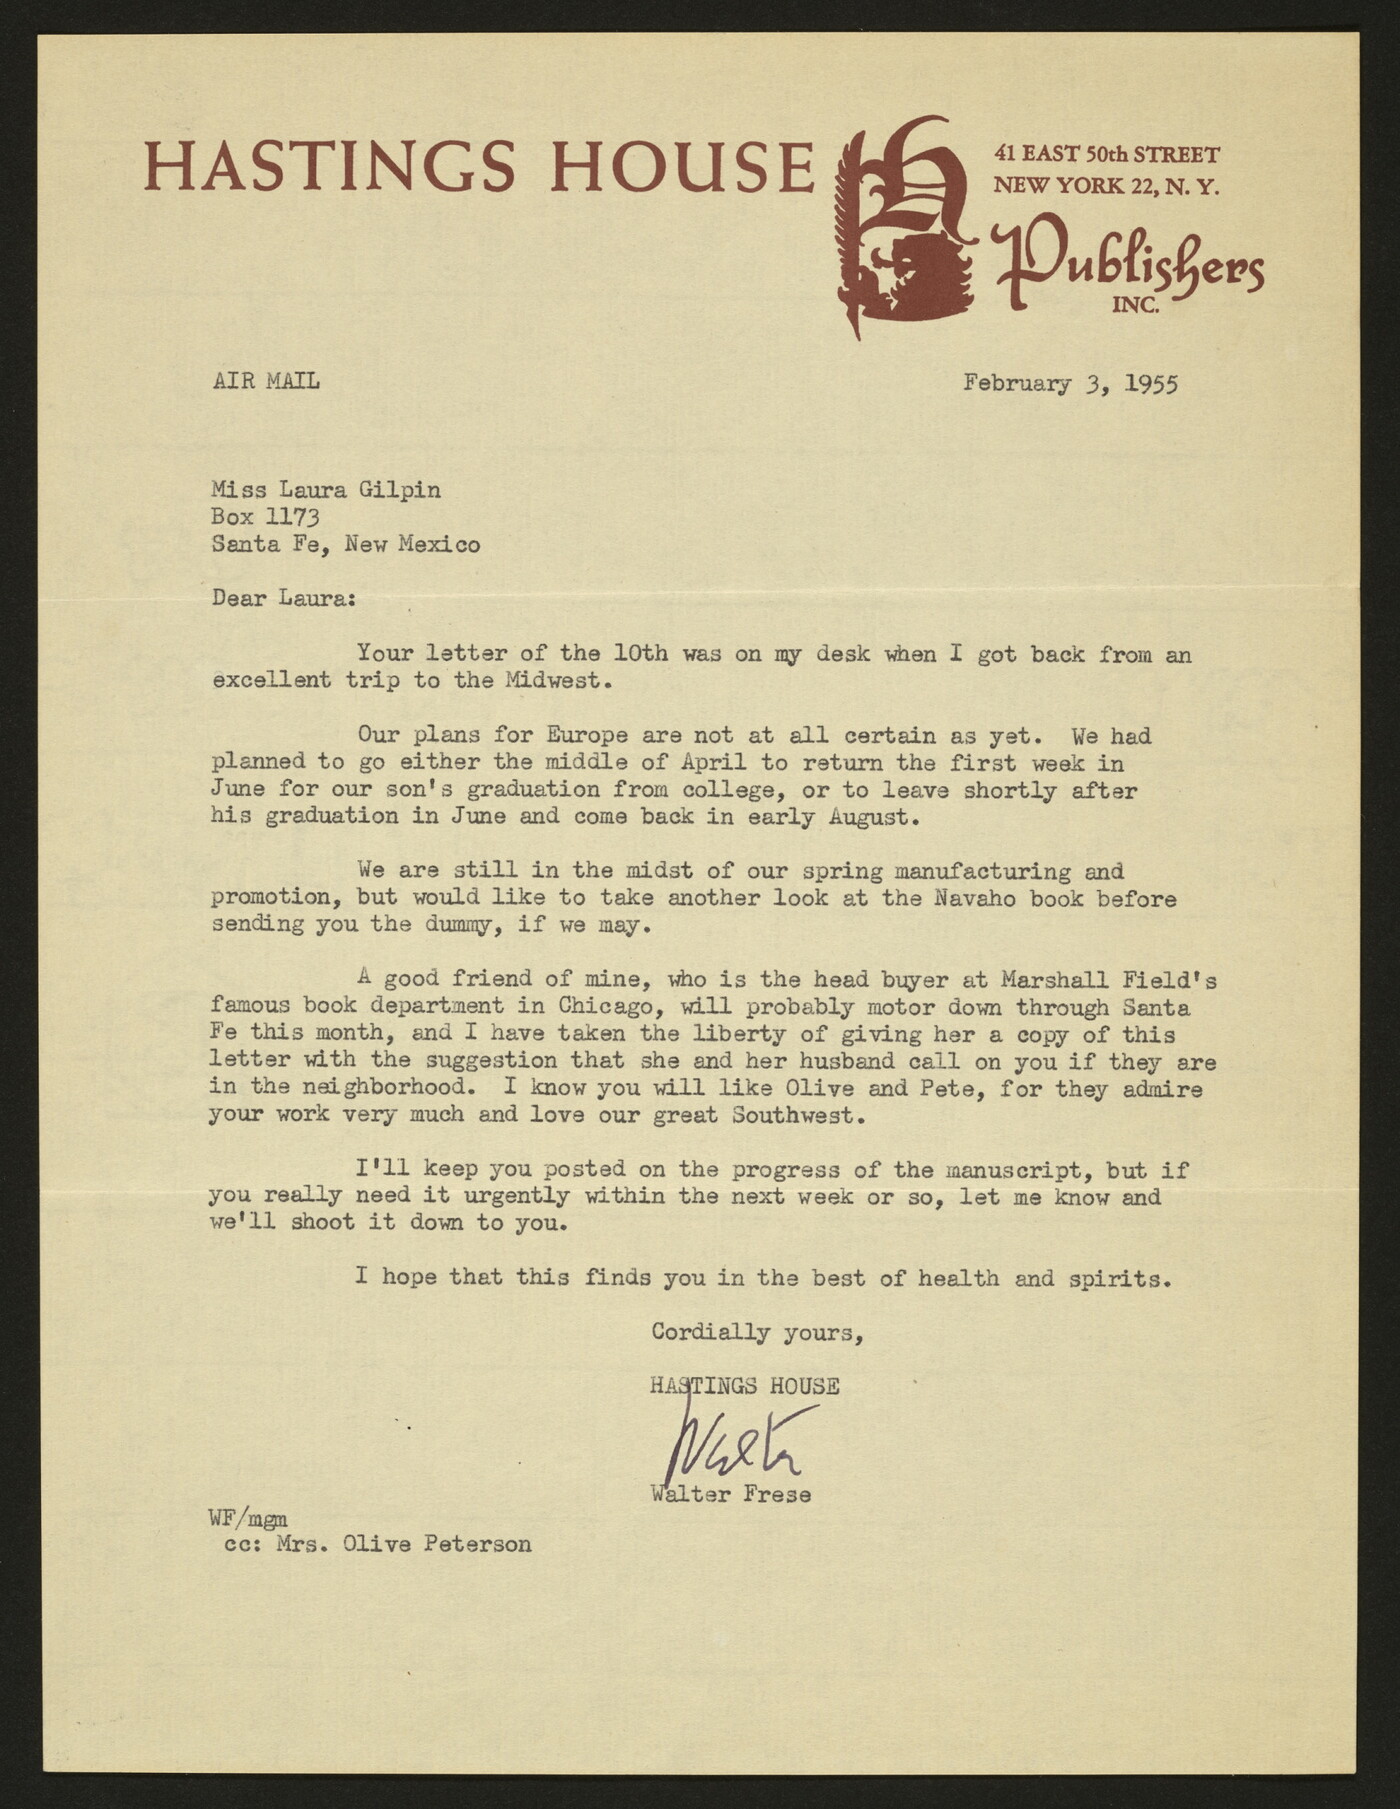 HASTINGS HOUSE
41 EAST 50th STREET
NEW YORK 22, N. Y.
Publishers
INC.
AIR MAIL
February 3, 1955
Miss Laura Gilpin
Box 1173
Santa Fe, New Mexico
Dear Laura:
Your letter of the 10th was on my desk when I got back from an
excellent trip to the Midwest.
Our plans for Europe are not at all certain as yet. We had
planned to go either the middle of April to return the first week in
June for our son's graduation from college, or to leave shortly after
his graduation in June and come back in early August.
We are still in the midst of our spring manufacturing and
promotion, but would like to take another look at the Navaho book before
sending you the dummy, if we may.
A good friend of mine, who is the head buyer at Marshall Field's
famous book department in Chicago, will probably motor down through Santa
Fe this month, and I have taken the liberty of giving her a copy of this
letter with the suggestion that she and her husband call on you if they are
in the neighborhood. I know you will like Olive and Pete, for they admire
your work very much and love our great Southwest.
I'll keep you posted on the progress of the manuscript, but if
you really need it urgently within the next week or so, let me know and
we'll shoot it down to you.
I hope that this finds you in the best of health and spirits.
Cordially yours,
HASTINGS HOUSE
Walter
Walter Frese
WF/mgm
cc: Mrs. Olive Peterson